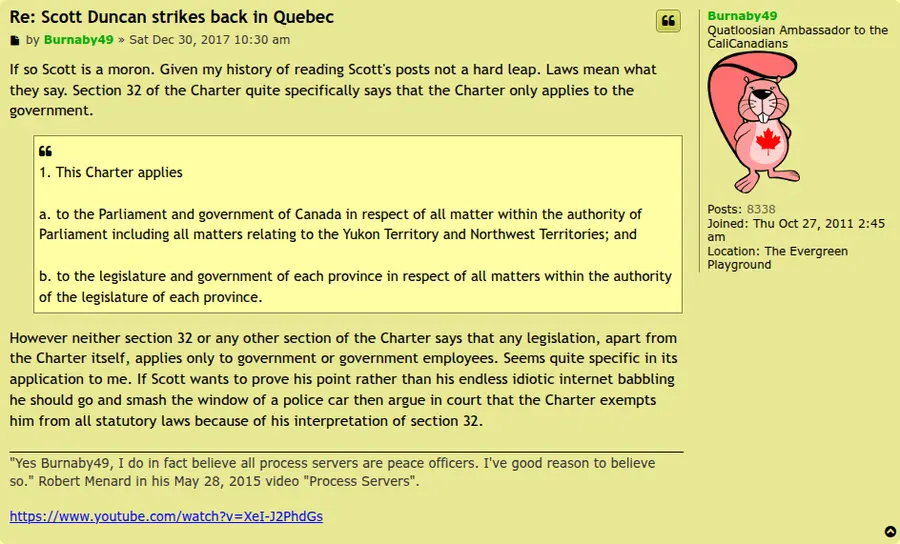 Re: Scott Duncan strikes back in Quebec
by Burnaby49 » Sat Dec 30, 2017 10:30 am
If so Scott is a moron. Given my history of reading Scott's posts not a hard leap. Laws mean what
they say. Section 32 of the Charter quite specifically says that the Charter only applies to the
government.
1. This Charter applies
a. to the Parliament and government of Canada in respect of all matter within the authority of
Parliament including all matters relating to the Yukon Territory and Northwest Territories; and
b. to the legislature and government of each province in respect of all matters within the authority
of the legislature of each province.
However neither section 32 or any other section of the Charter says that any legislation, apart from
the Charter itself, applies only to government or government employees. Seems quite specific in its
application to me. If Scott wants to prove his point rather than his endless idiotic internet babbling
he should go and smash the window of a police car then argue in court that the Charter exempts
him from all statutory laws because of his interpretation of section 32.
"Yes Burnaby49, I do in fact believe all process servers are peace officers. I've good reason to believe
so." Robert Menard in his May 28, 2015 video "Process Servers".
https://www.youtube.com/watch?v=XeI-J2PhdGs
Burnaby49
Quatloosian Ambassador to the
CaliCanadians
Posts: 8338
Joined: Thu Oct 27, 2011 2:45
am
Location: The Evergreen
Playground